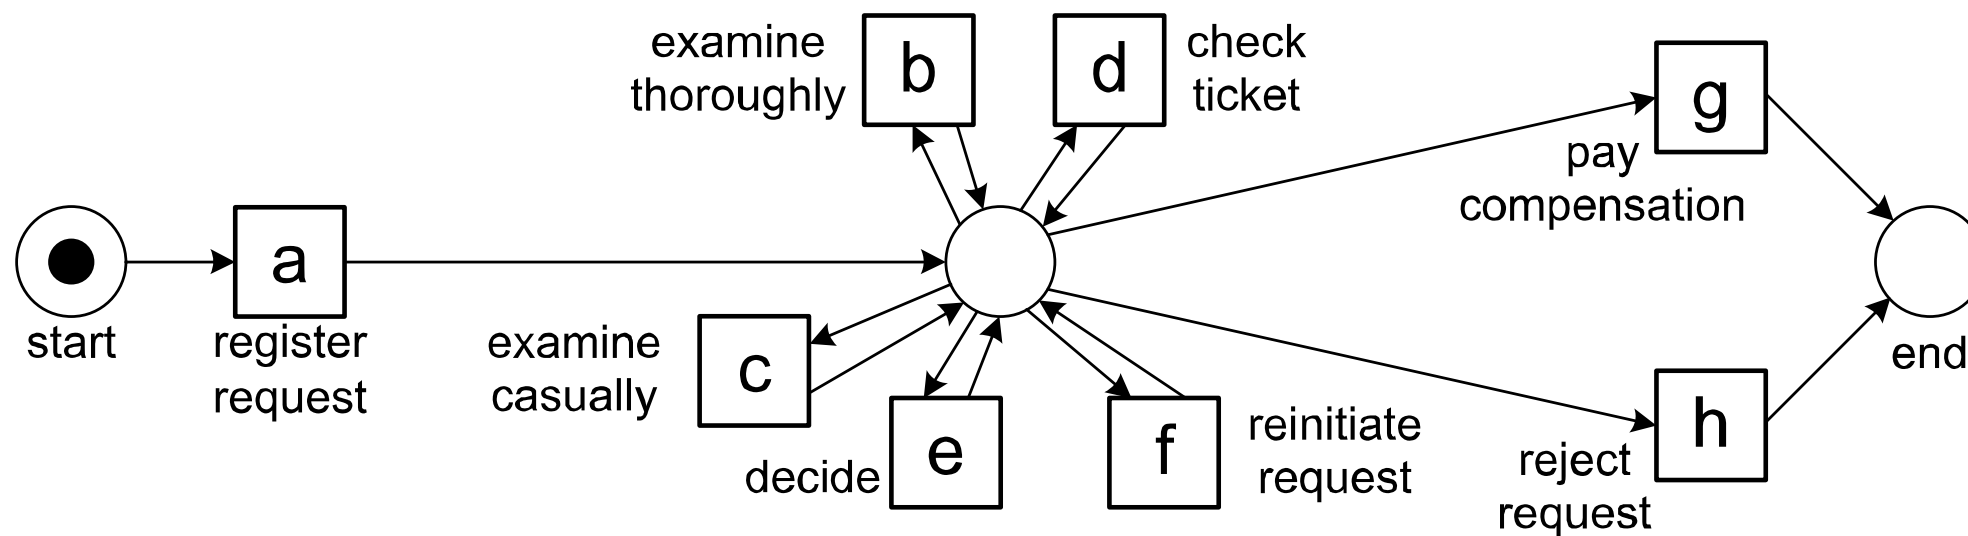 examine
thoroughly
b
d
check
ticket
g
pay
compensation
start
a
register
request
examine
casually
c
decide
e
f
reinitiate
request
h
reject
request
end